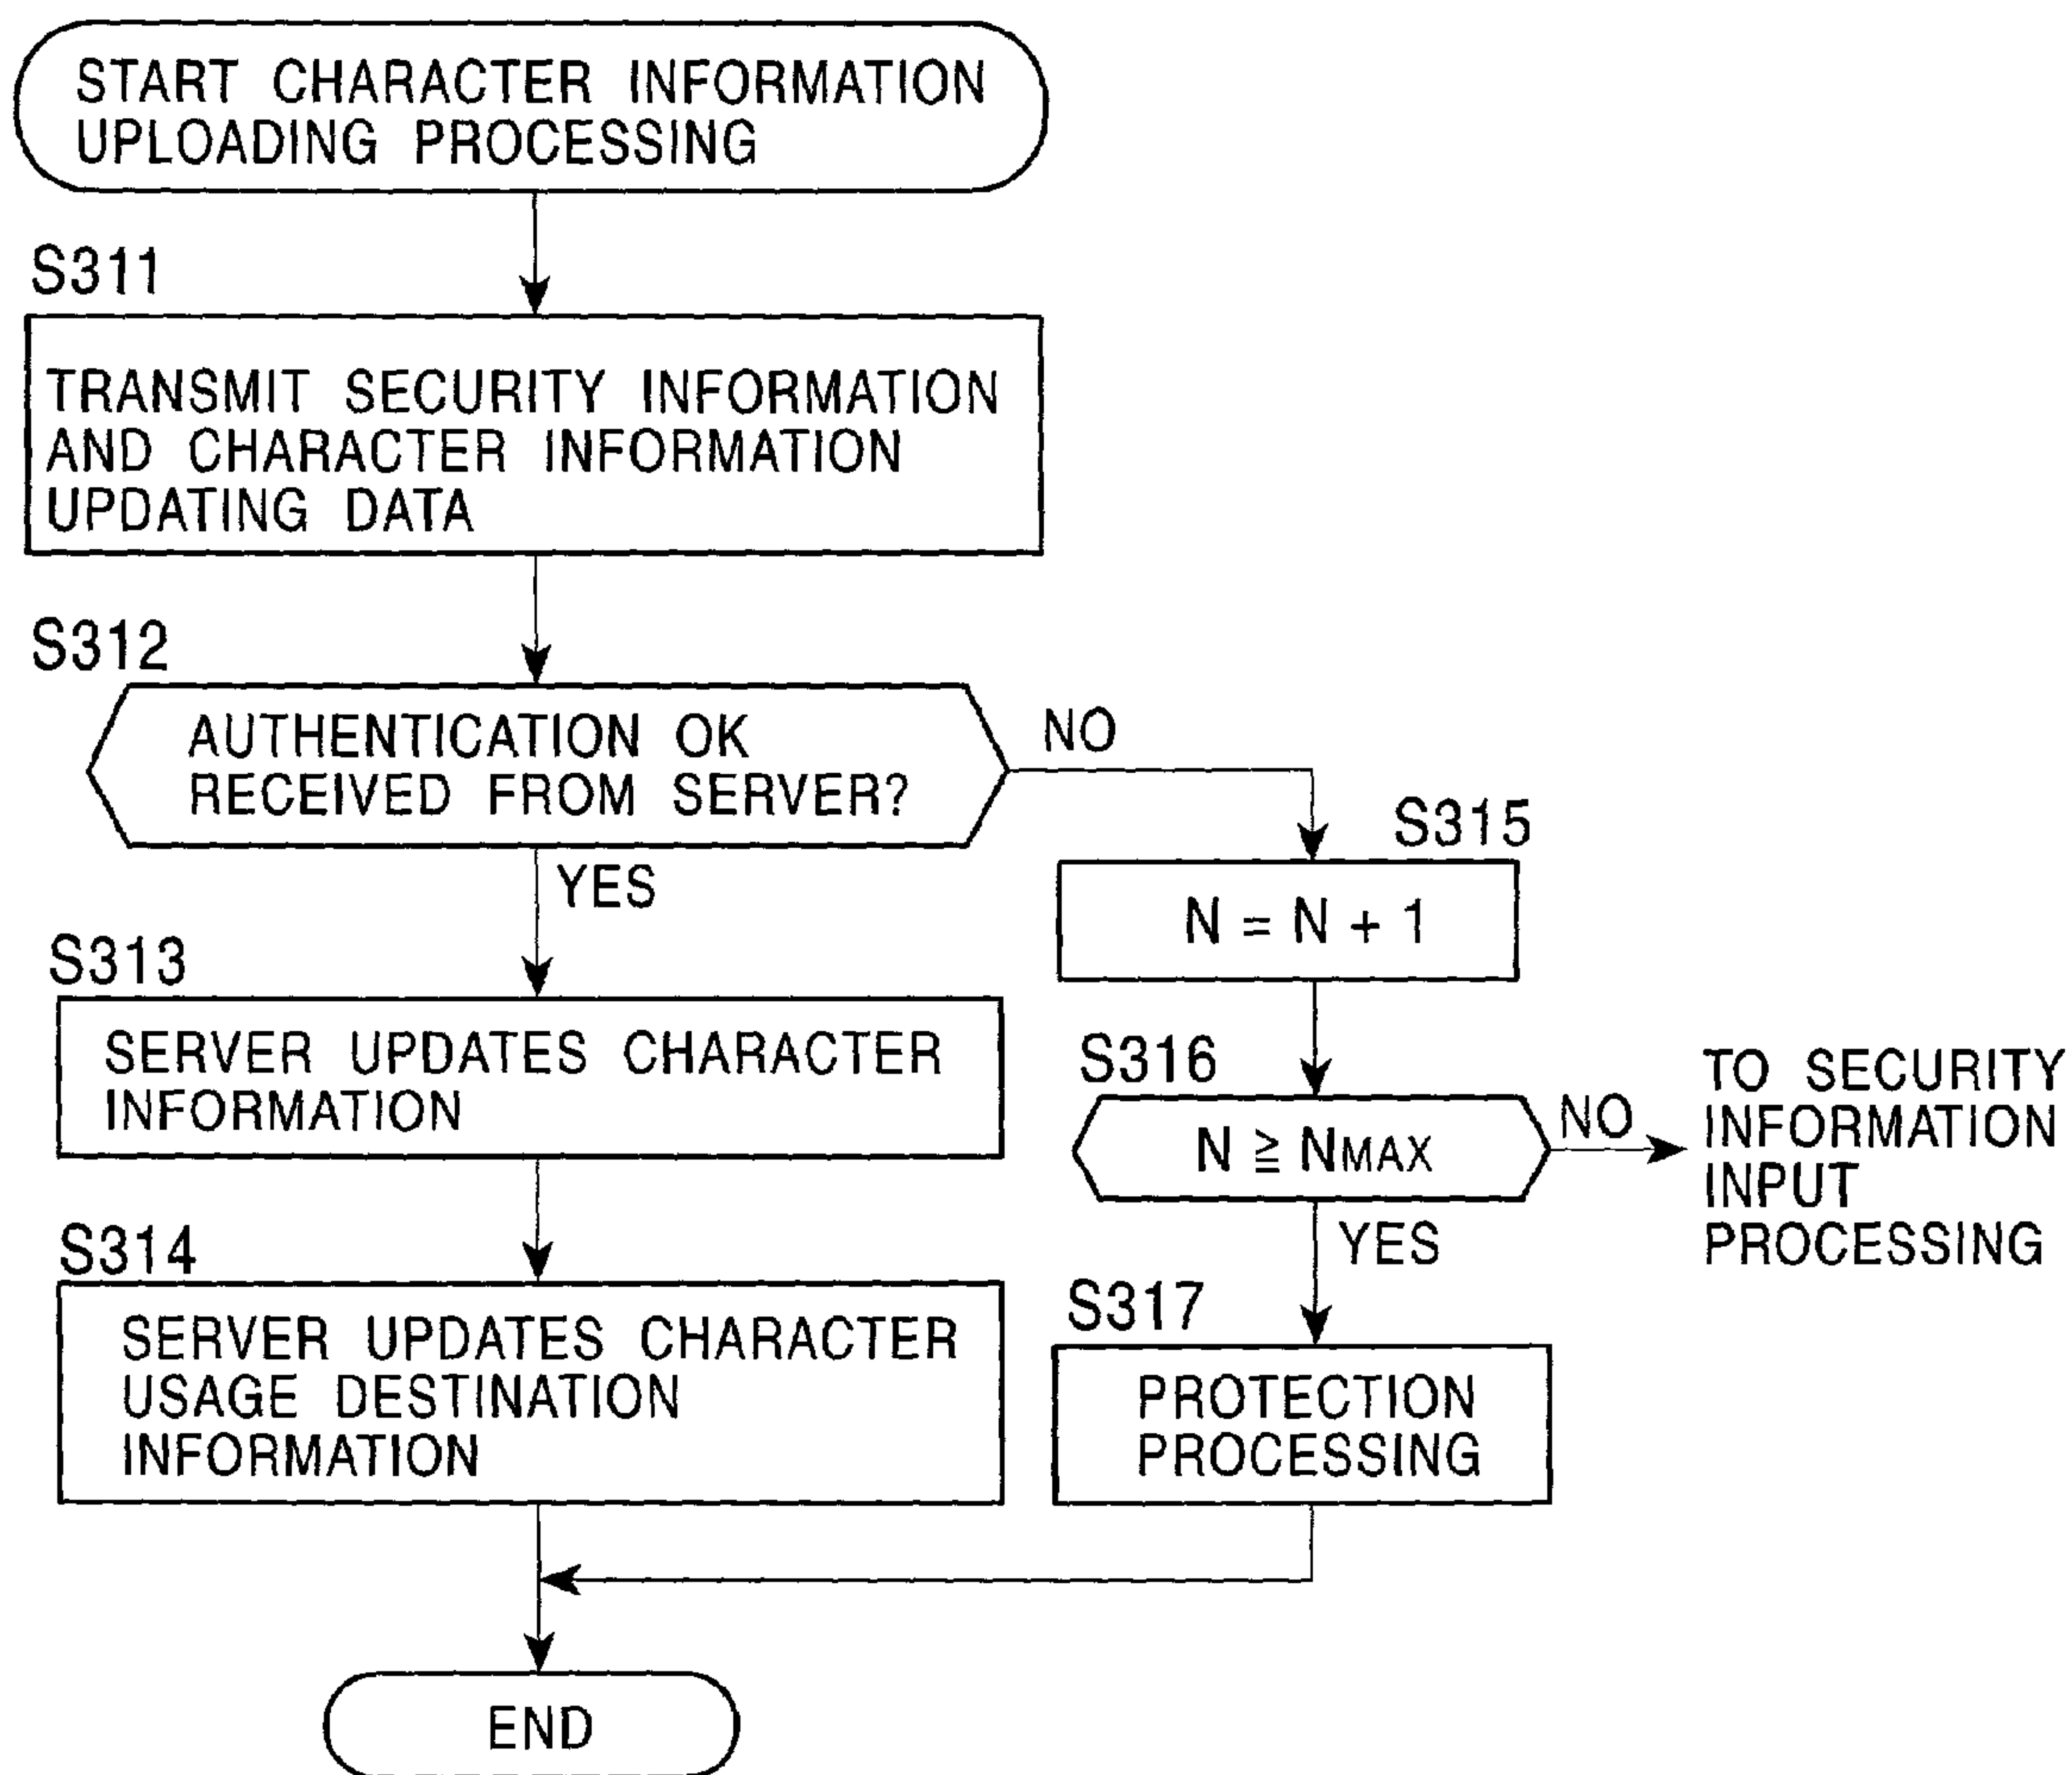 START CHARACTER INFORMATION
UPLOADING PROCESSING
S311
TRANSMIT SECURITY INFORMATION
AND CHARACTER INFORMATION
UPDATING DATA
S312
AUTHENTICATION OK
RECEIVED FROM SERVER?
NO
YES
S313
SERVER UPDATES CHARACTER
INFORMATION
S314
SERVER UPDATES CHARACTER
USAGE DESTINATION
INFORMATION
S315
N = N + 1
S316
N ≧ NMAX
NO
TO SECURITY
INFORMATION
INPUT
PROCESSING
YES
S317
PROTECTION
PROCESSING
END